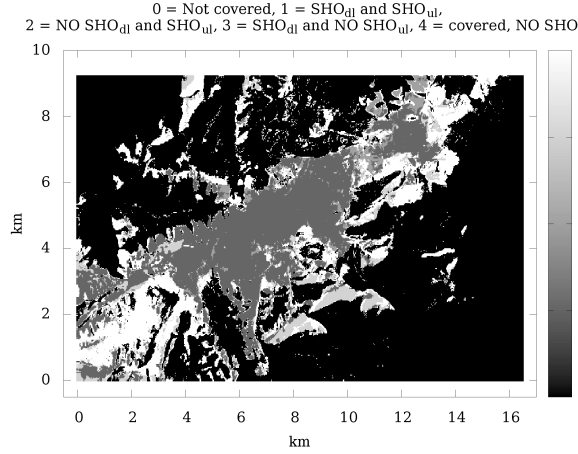 0 = Not covered, 1 = SHOdl and SHOul,
2 = NO SHOdl and SHOul, 3 = SHOdl and NO SHOul, 4 = covered, NO SHO
10
8
6
4
2
0
km
0 2 4 6 8 10 12 14 16
km